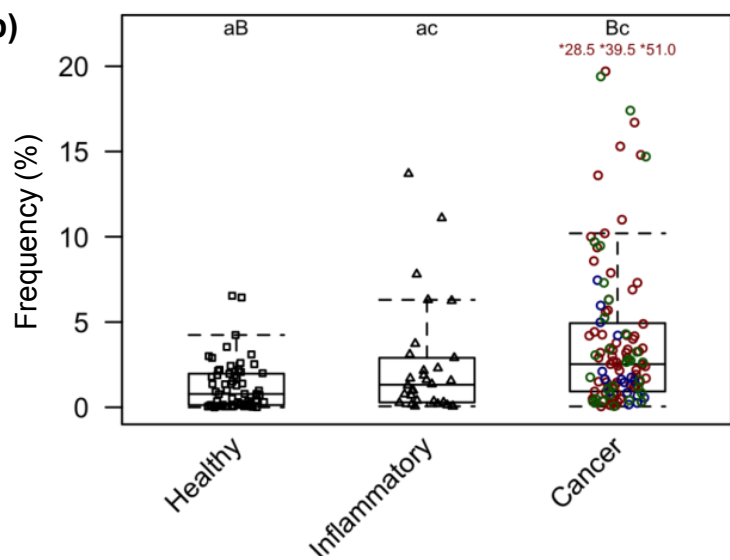 )
aB ac Bc
*28.5 *39.5 *51.0
20
15
10
5
0
Frequency (%)
Healthy
Inflammatory
Cancer